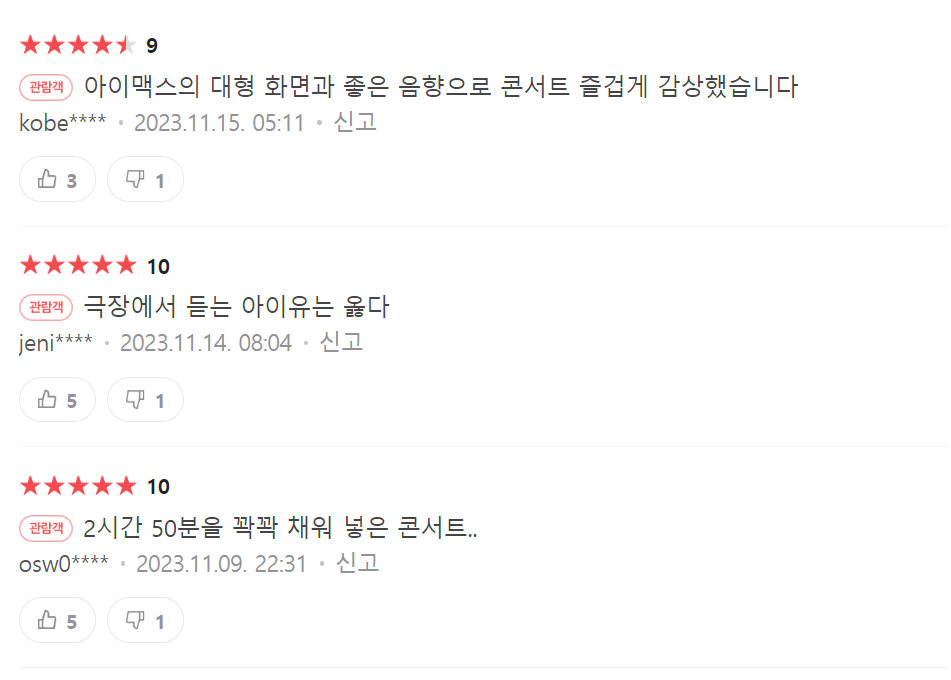 9
관람객 아이맥스의 대형 화면과 좋은 음향으로 콘서트 즐겁게 감상했습니다
kobe**** · 2023.11.15. 05:11 · 신고
3 1
10
관람객 극장에서 듣는 아이유는 옳다
jeni**** · 2023.11.14. 08:04 · 신고
5 1
10
관람객 2시간 50분을 꽉꽉 채워 넣은 콘서트..
osw0**** · 2023.11.09. 22:31 · 신고
5 1